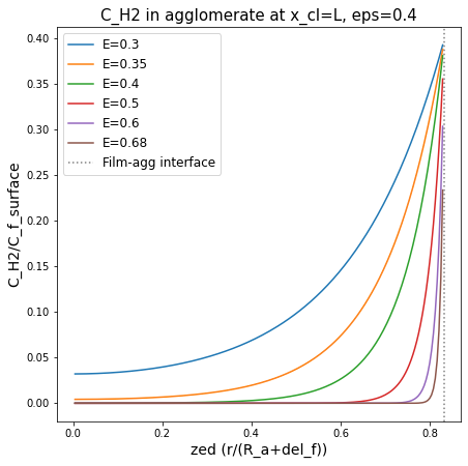 C_H2 in agglomerate at x_cl=L, eps=0.4
C_H2/C_f_surface
0.40
0.35
0.30
0.25
0.20
0.15
0.10
0.05
0.00
E=0.3
E=0.35
E=0.4
E=0.5
E=0.6
E=0.68
Film-agg interface
0.0 0.2 0.4 0.6 0.8
zed (r/(R_a+del_f))